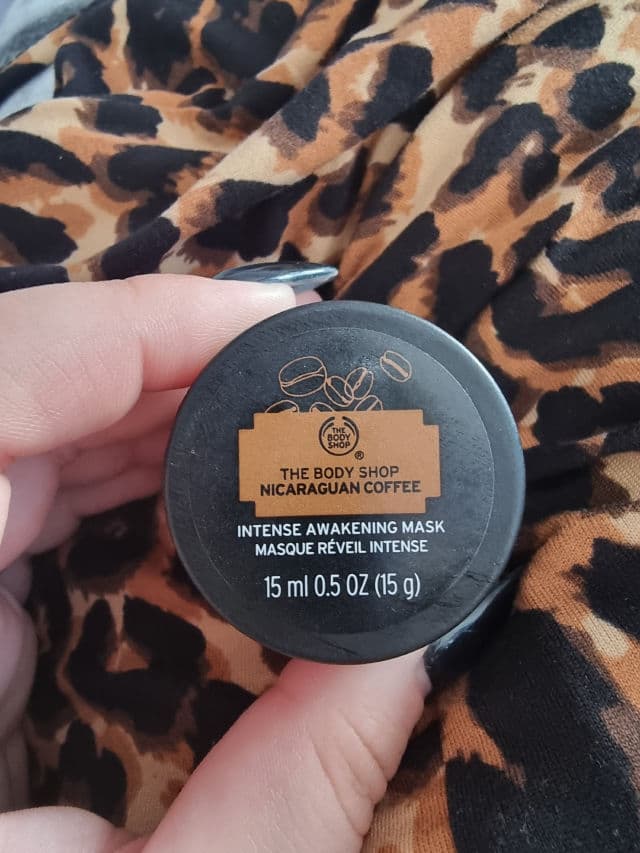 THE
BODY
SHOP
®
THE BODY SHOP
NICARAGUAN COFFEE
INTENSE AWAKENING MASK
MASQUE RÉVEIL INTENSE
15 ml 0.5 OZ (15 g)